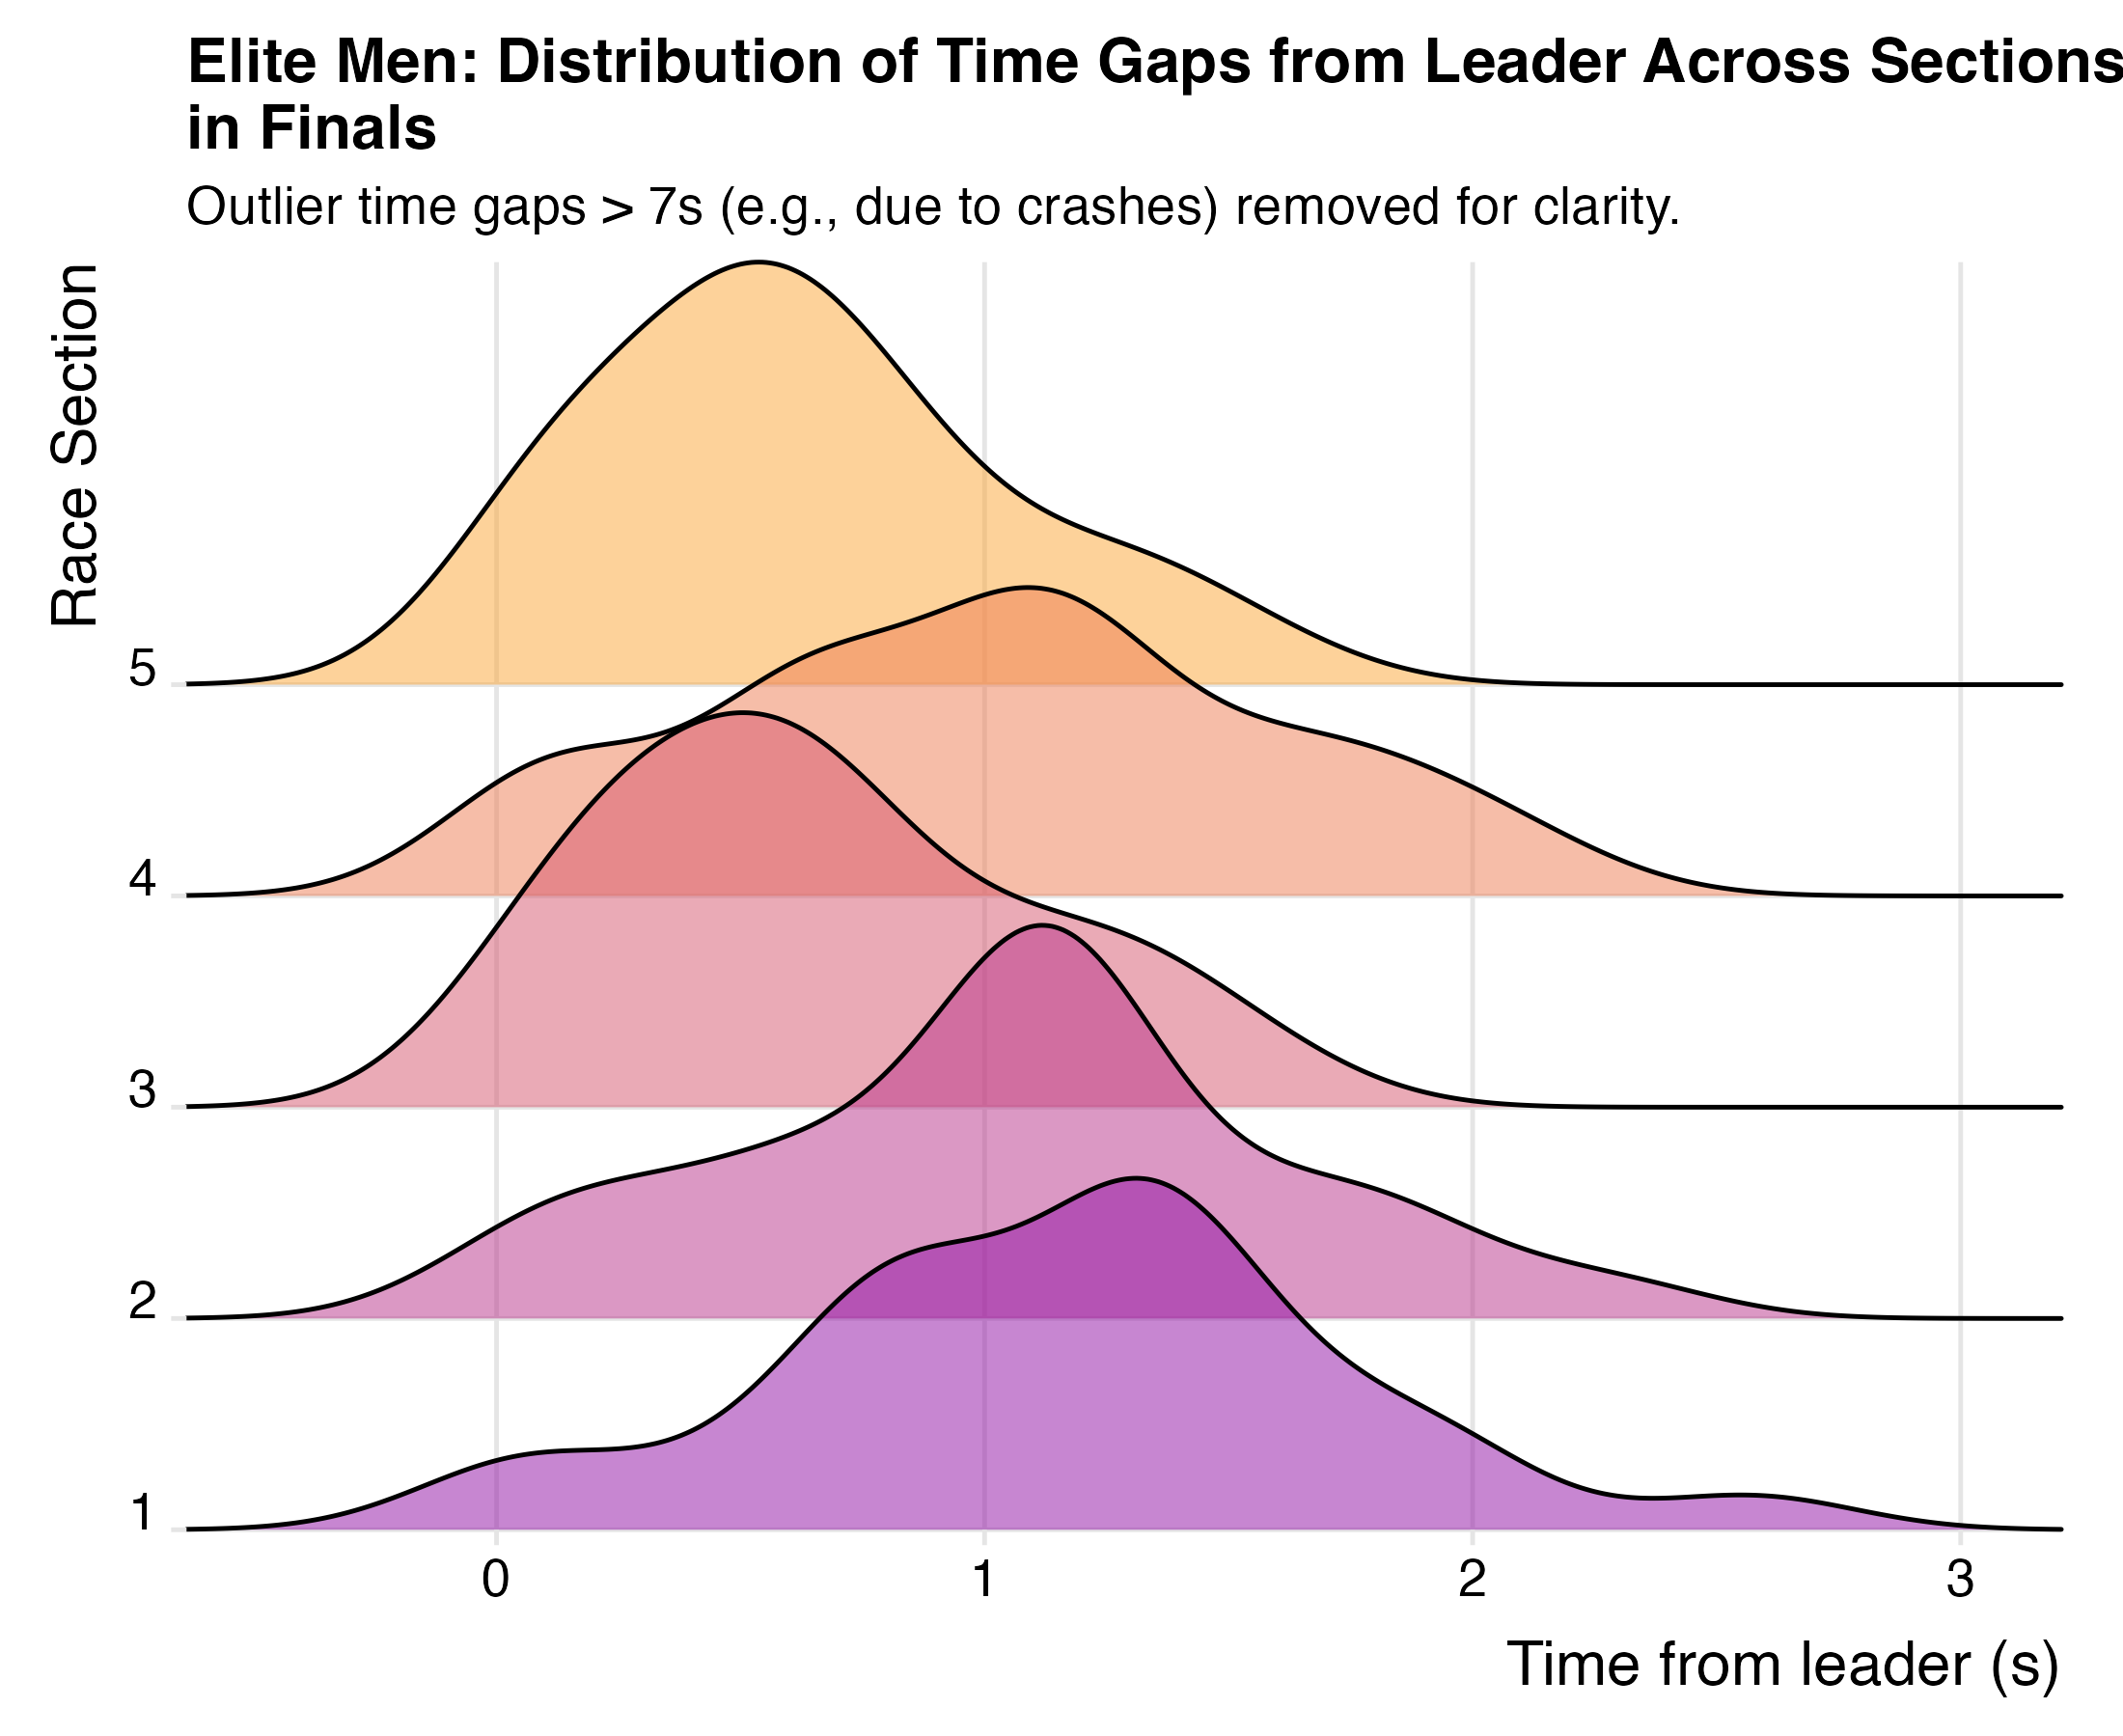 Elite Men: Distribution of Time Gaps from Leader Across Sections
in Finals
Outlier time gaps > 7s (e.g., due to crashes) removed for clarity.
Race Section
5
4
3
2
1
0 1 2 3
Time from leader (s)